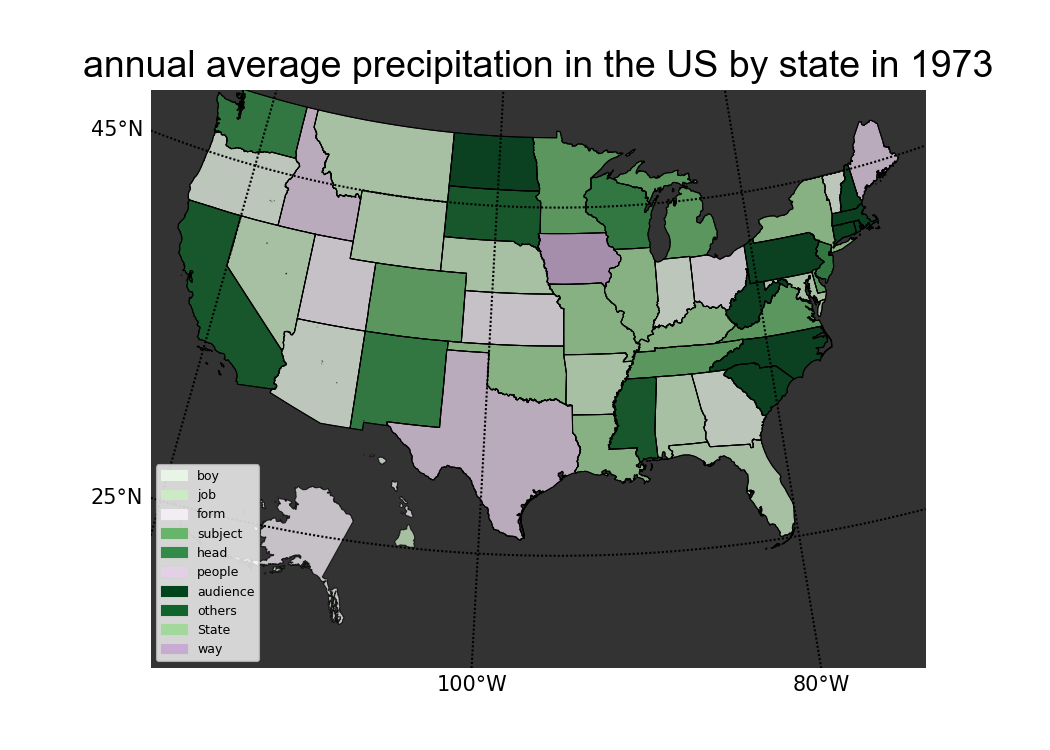 annual average precipitation in the US by state in 1973
45°N
25°N
boy
job
form
subject
head
people
audience
others
State
way
100°W
80°W